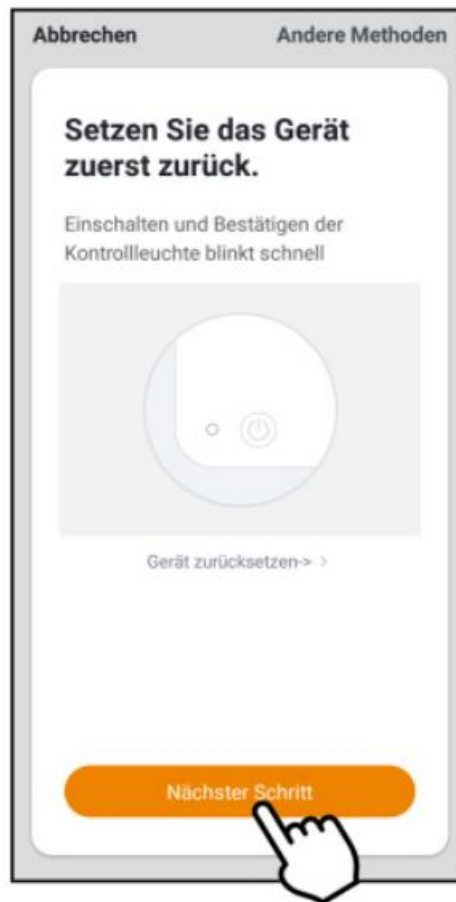 Abbrechen Andere Methoden
Setzen Sie das Gerät
zuerst zurück.
Einschalten und Bestätigen der
Kontrollleuchte blinkt schnell
Gerät zurücksetzen-> >
Nächster Schritt